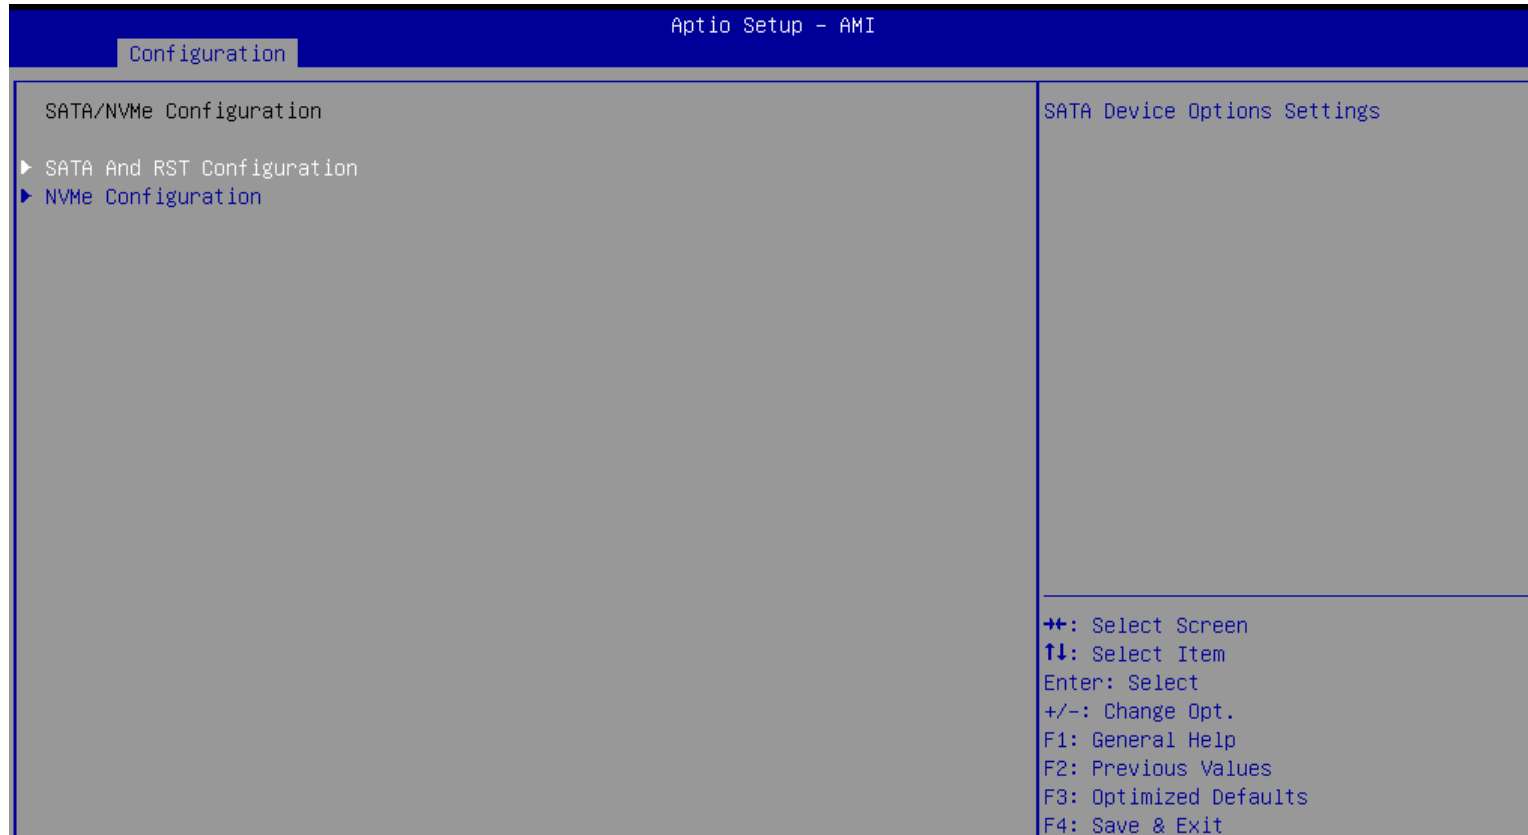 Aptio Setup – AMI
Configuration
SATA/NVMe Configuration
SATA And RST Configuration
NVMe Configuration
SATA Device Options Settings
→←: Select Screen
↑↓: Select Item
Enter: Select
+/-: Change Opt.
F1: General Help
F2: Previous Values
F3: Optimized Defaults
F4: Save & Exit